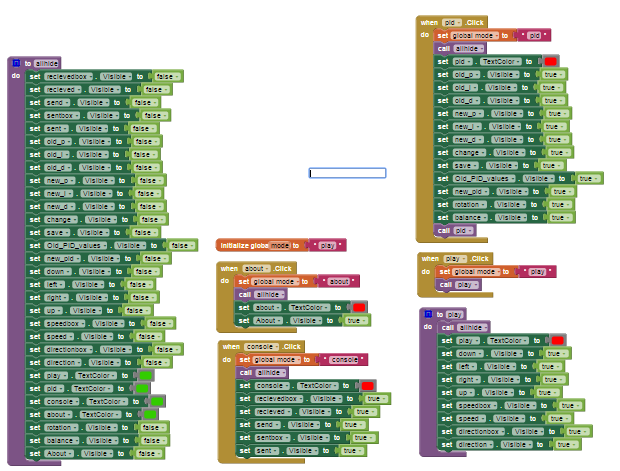 to allhide
do set recievedbox . Visible to false
set recieved . Visible to false
set send . Visible to false
set sentbox . Visible to false
set sent . Visible to false
set old_p . Visible to false
set old_i . Visible to false
set old_d . Visible to false
set new_p . Visible to false
set new_i . Visible to false
set new_d . Visible to false
set change . Visible to false
set save . Visible to false
set Old_PID_values . Visible to false
set new_pid . Visible to false
set down . Visible to false
set left . Visible to false
set right . Visible to false
set up . Visible to false
set speedbox . Visible to false
set speed . Visible to false
set directionbox . Visible to false
set direction . Visible to false
set play . TextColor to
set pid . TextColor to
set console . TextColor to
set about . TextColor to
set rotation . Visible to false
set balance . Visible to false
set About . Visible to false
initialize global mode to " play "
when about .Click
do set global mode to " about "
call allhide
set about . TextColor to
set About . Visible to true
when console .Click
do set global mode to " console "
call allhide
set console . TextColor to
set recievedbox . Visible to true
set recieved . Visible to true
set send . Visible to true
set sentbox . Visible to true
set sent . Visible to true
when pid .Click
do set global mode to " pid "
call allhide
set pid . TextColor to
set old_p . Visible to true
set old_i . Visible to true
set old_d . Visible to true
set new_p . Visible to true
set new_i . Visible to true
set new_d . Visible to true
set change . Visible to true
set save . Visible to true
set Old_PID_values . Visible to true
set new_pid . Visible to true
set rotation . Visible to true
set balance . Visible to true
call pid
when play .Click
do set global mode to " play "
call play
to play
do call allhide
set play . TextColor to
set down . Visible to true
set left . Visible to true
set right . Visible to true
set up . Visible to true
set speedbox . Visible to true
set speed . Visible to true
set directionbox . Visible to true
set direction . Visible to true